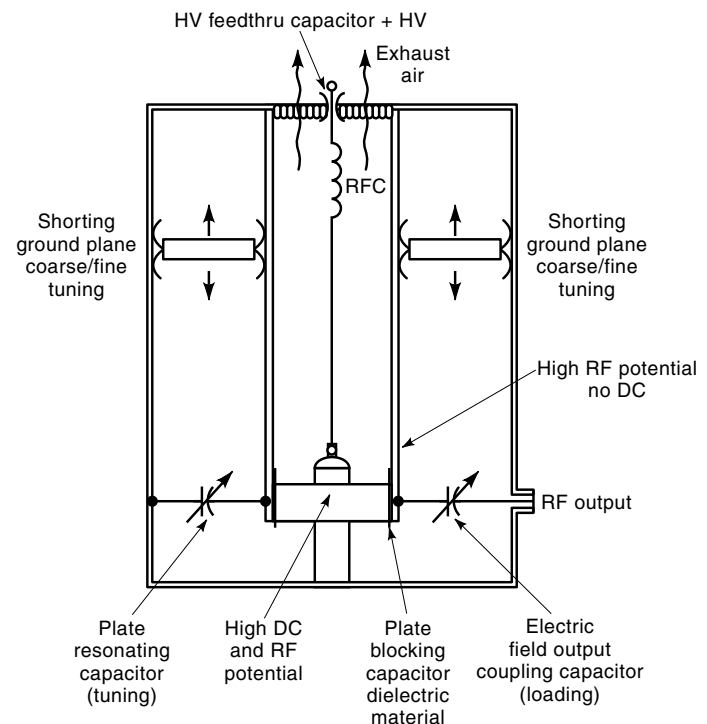 HV feedthru capacitor + HV
Exhaust
air
RFC
Shorting
ground plane
coarse/fine
tuning
Shorting
ground plane
coarse/fine
tuning
High RF potential
no DC
RF output
Plate
resonating
capacitor
(tuning)
High DC
and RF
potential
Plate
blocking
capacitor
dielectric
material
Electric
field output
coupling capacitor
(loading)